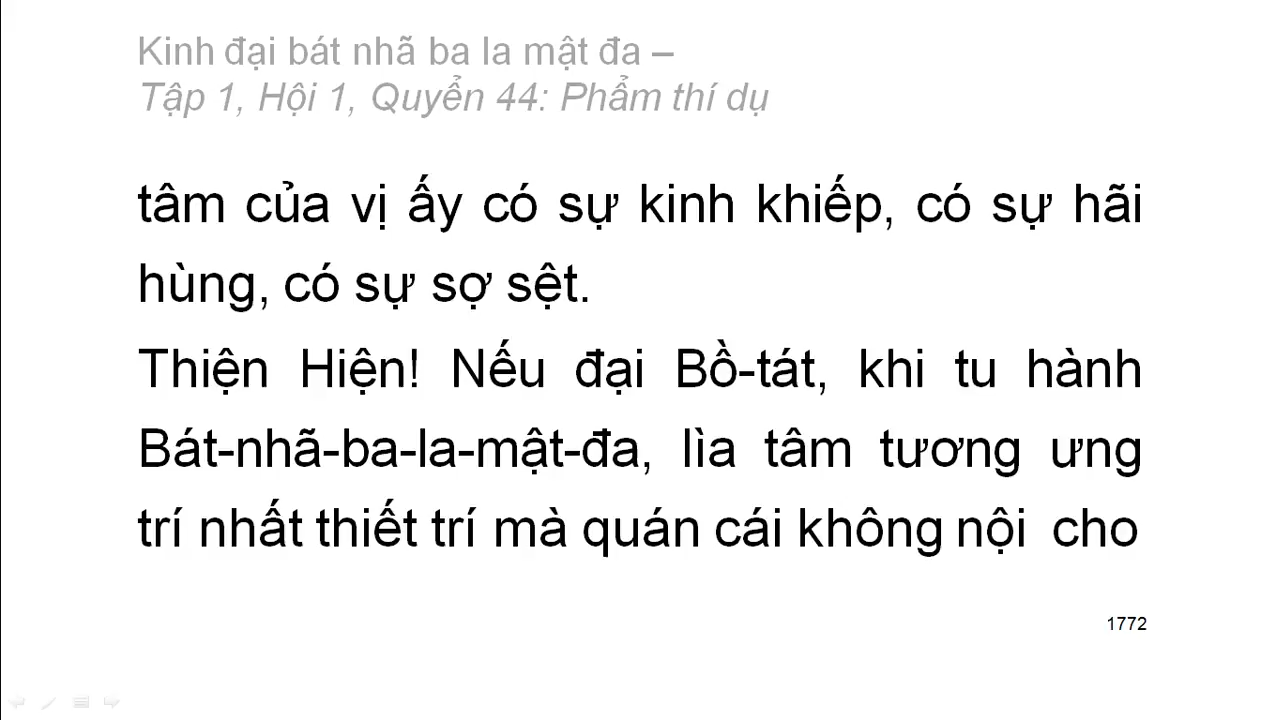 Kinh đại bát nhã ba la mật đa –
Tập 1, Hội 1, Quyển 44: Phẩm thí dụ
tâm của vị ấy có sự kinh khiếp, có sự hãi
hùng, có sự sợ sệt.
Thiện Hiện! Nếu đại Bồ-tát, khi tu hành
Bát-nhã-ba-la-mật-đa, lìa tâm tương ưng
trí nhất thiết trí mà quán cái không nội cho
1772